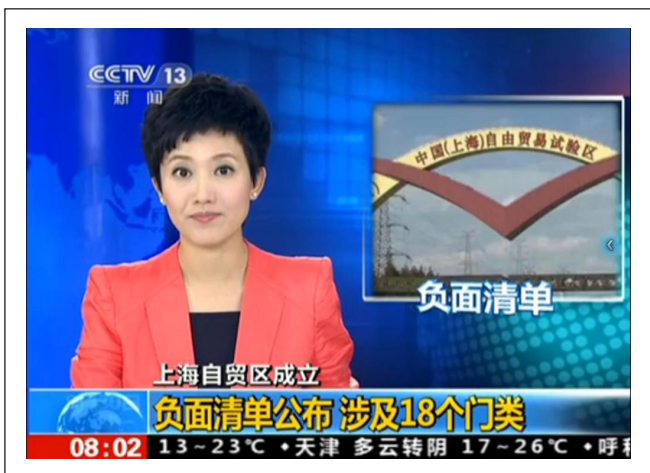 CCTV 13
新闻
中国(上海)自由贸易试验区
负面清单
上海自贸区成立
负面清单公布 涉及18个门类
08:02 13~23℃ •天津 多云转阴 17~26℃ •呼